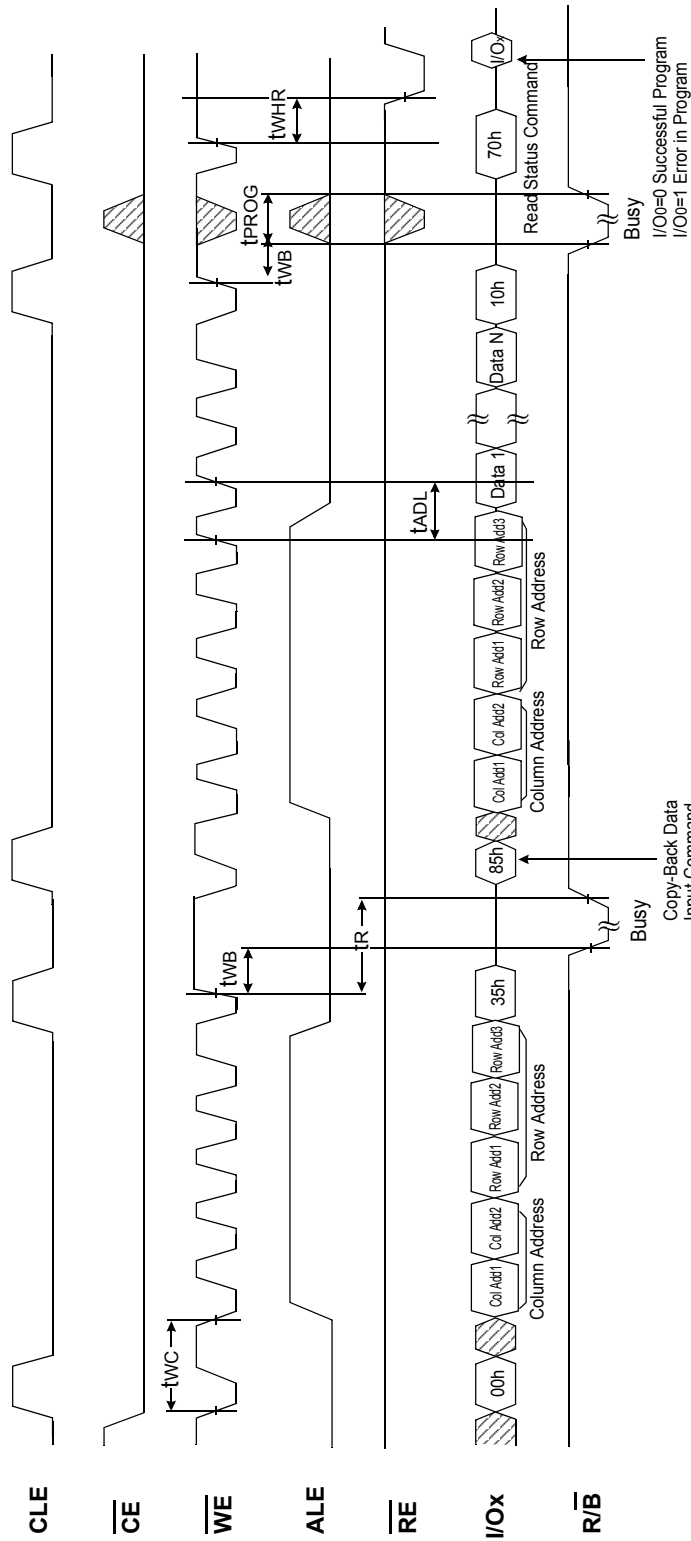 CLE
CE
WE
ALE
RE
I/Ox
R/B
tWC
tWB
tR
tADL
tWB
tPROG
tWHR
00h
Col Add1
Col Add2
Row Add1
Row Add2
Row Add3
35h
85h
Col Add1
Col Add2
Row Add1
Row Add2
Row Add3
Data 1
Data N
10h
70h
I/Ox
Column Address
Row Address
Column Address
Row Address
Read Status Command
Busy
Busy
Copy-Back Data
Input Command
I/O0=0 Successful Program
I/O0=1 Error in Program